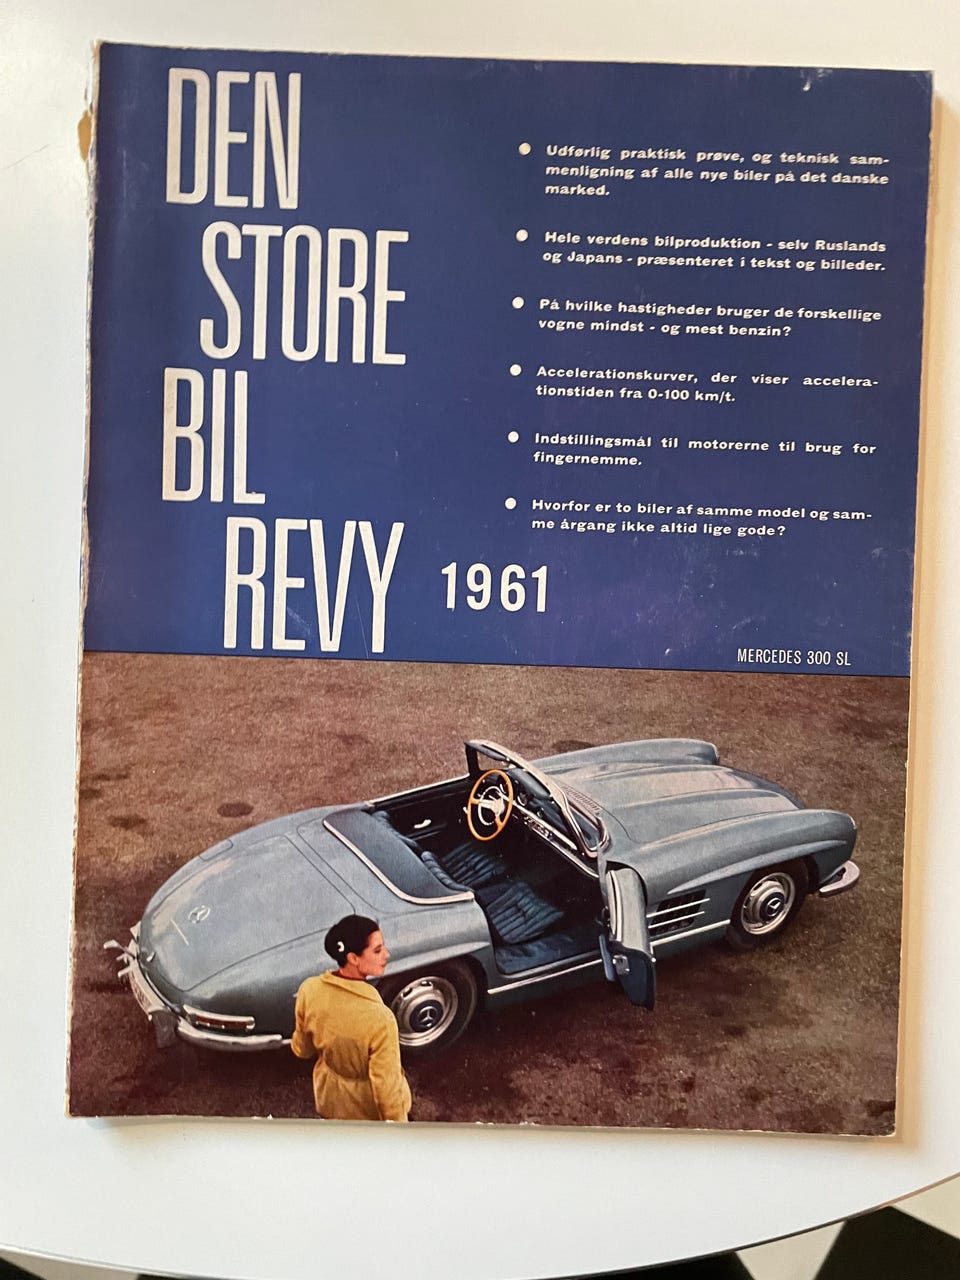 DEN
STORE
BIL
REVY 1961
● Udførlig praktisk prøve, og teknisk sam-
menligning af alle nye biler på det danske
marked.
● Hele verdens bilproduktion - selv Ruslands
og Japans - præsenteret i tekst og billeder.
● På hvilke hastigheder bruger de forskellige
vogne mindst - og mest benzin?
● Accelerationskurver, der viser accelera-
tionstiden fra 0-100 km/t.
● Indstillingsmål til motorerne til brug for
fingernemme.
● Hvorfor er to biler af samme model og sam-
me årgang ikke altid lige gode?
MERCEDES 300 SL